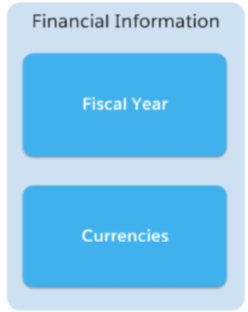 Financial Information
Fiscal Year
Currencies